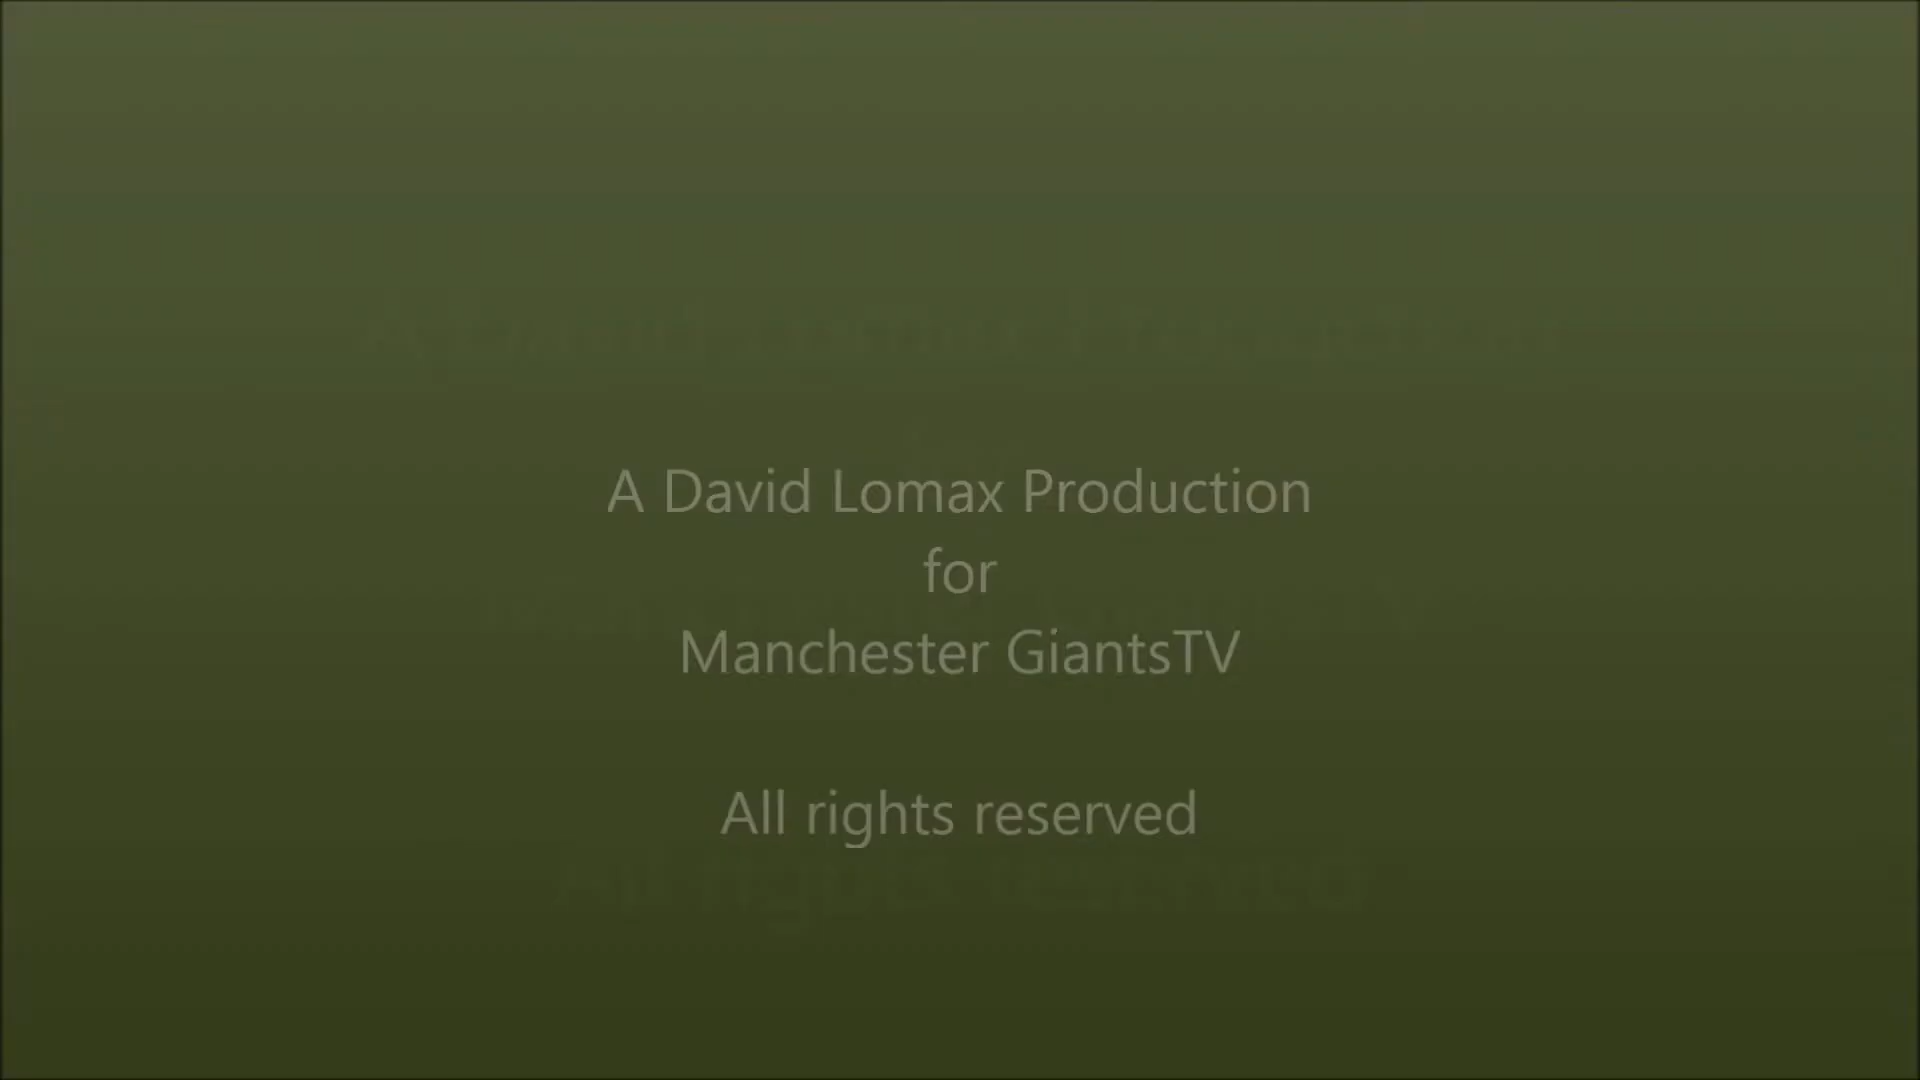 A David Lomax Production
for
Manchester GiantsTV
All rights reserved